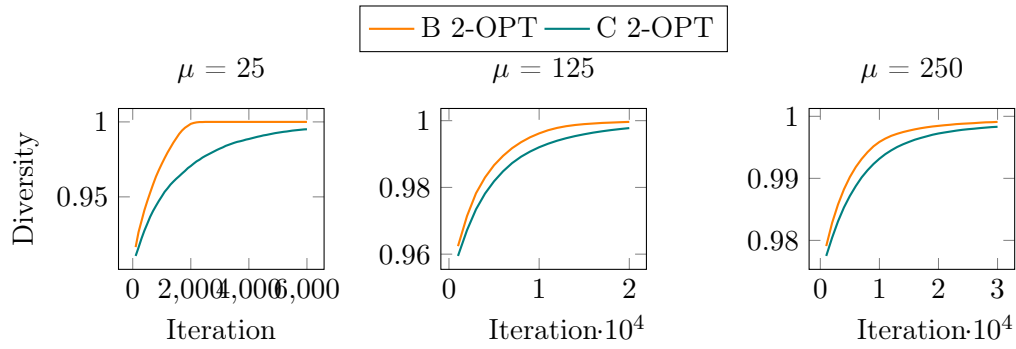 B 2-OPT C 2-OPT
μ = 25
μ = 125
μ = 250
Diversity
1
0.95
0 2,000 4,000 6,000
Iteration
1
0.98
0.96
0 1 2
Iteration ·10^4
1
0.99
0.98
0 1 2 3
Iteration ·10^4